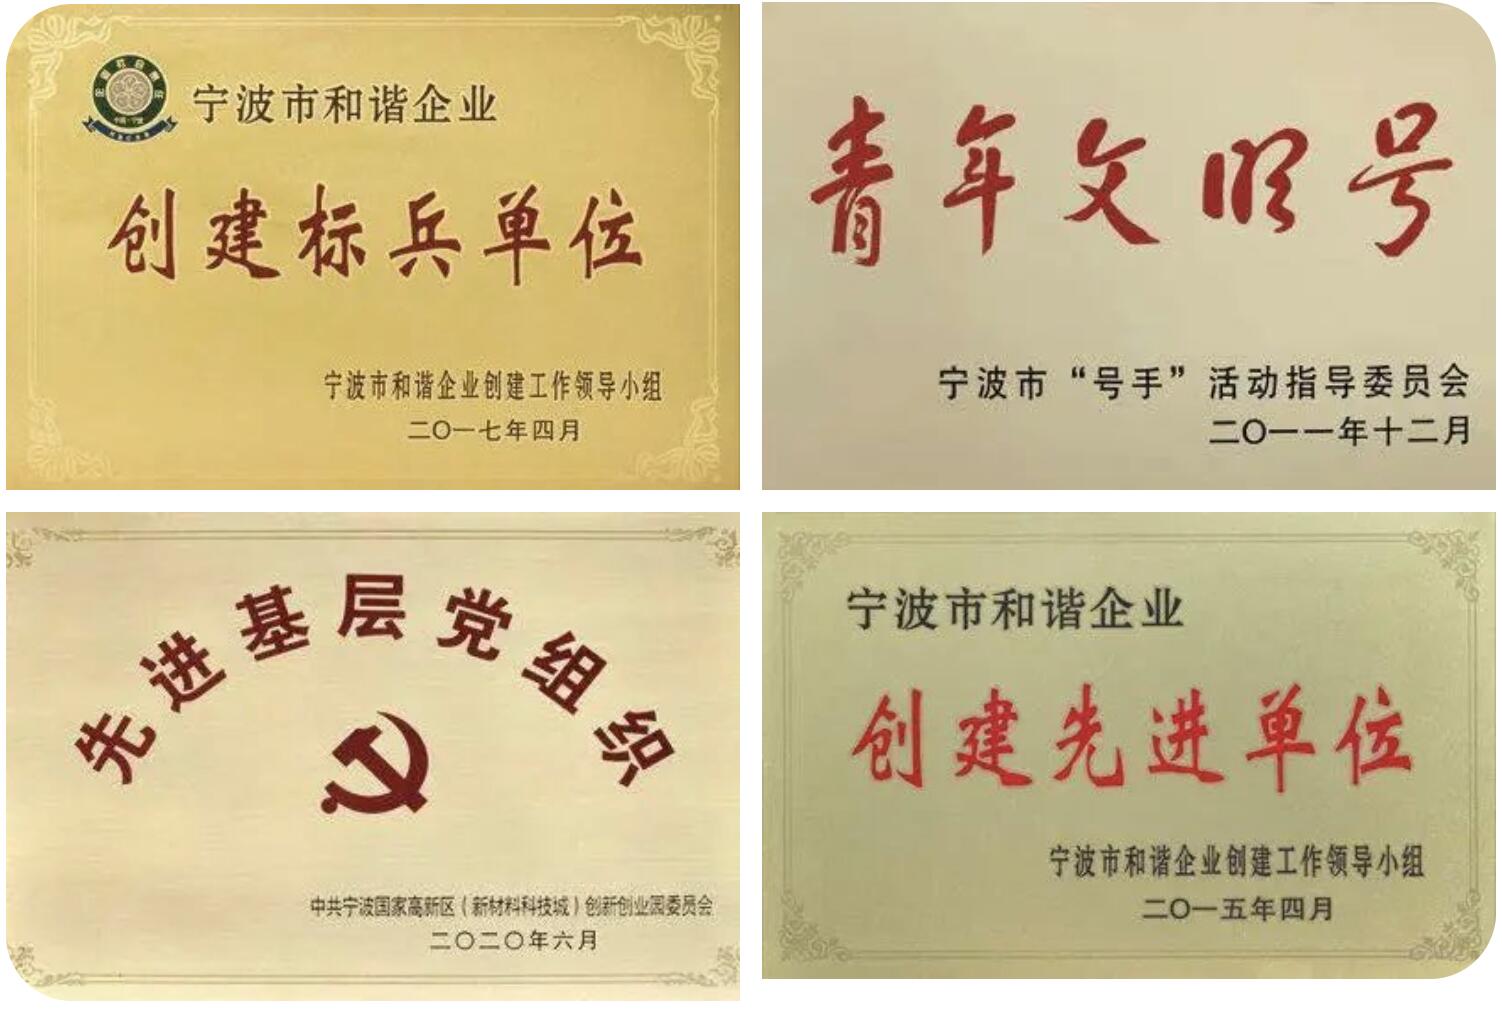 宁波市和谐企业
创建标兵单位
宁波市和谐企业创建工作领导小组
二〇一七年四月
青年文明号
宁波市“号手”活动指导委员会
二〇一一年十二月
先进基层党组织
中共宁波国家高新区（新材料科技城）创新创业园委员会
二〇二〇年六月
宁波市和谐企业
创建先进单位
宁波市和谐企业创建工作领导小组
二〇一五年四月